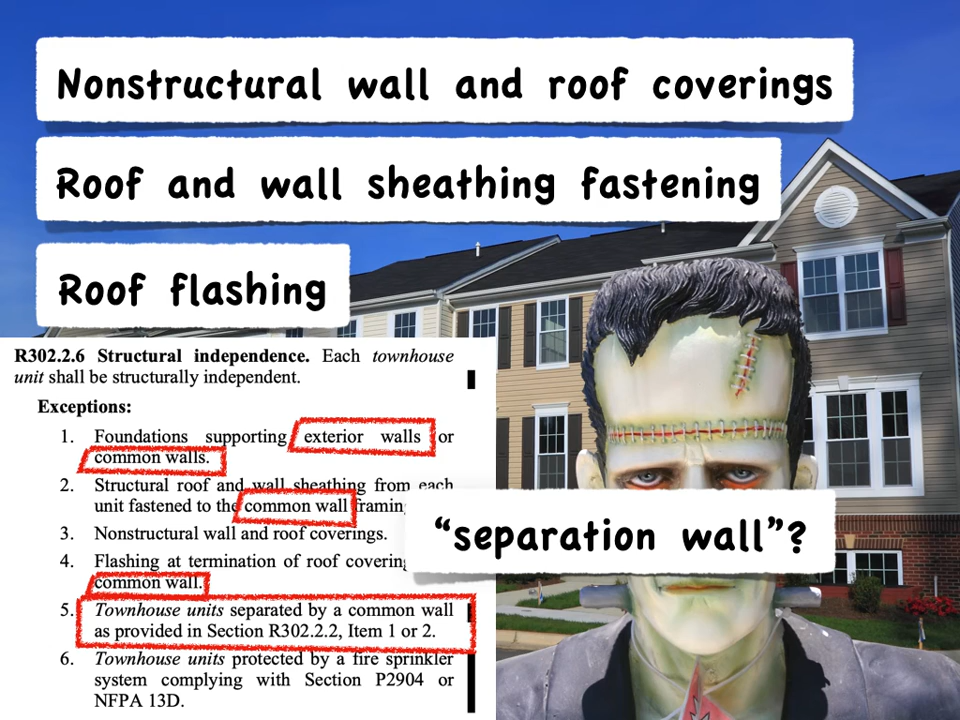 Nonstructural wall and roof coverings
Roof and wall sheathing fastening
Roof flashing
R302.2.6 Structural independence. Each townhouse
unit shall be structurally independent.
Exceptions:
1. Foundations supporting exterior walls or
common walls.
2. Structural roof and wall sheathing from each
unit fastened to the common wall framing
3. Nonstructural wall and roof coverings.
4. Flashing at termination of roof covering
common wall.
5. Townhouse units separated by a common wall
as provided in Section R302.2.2, Item 1 or 2.
6. Townhouse units protected by a fire sprinkler
system complying with Section P2904 or
NFPA 13D.
“separation wall”?